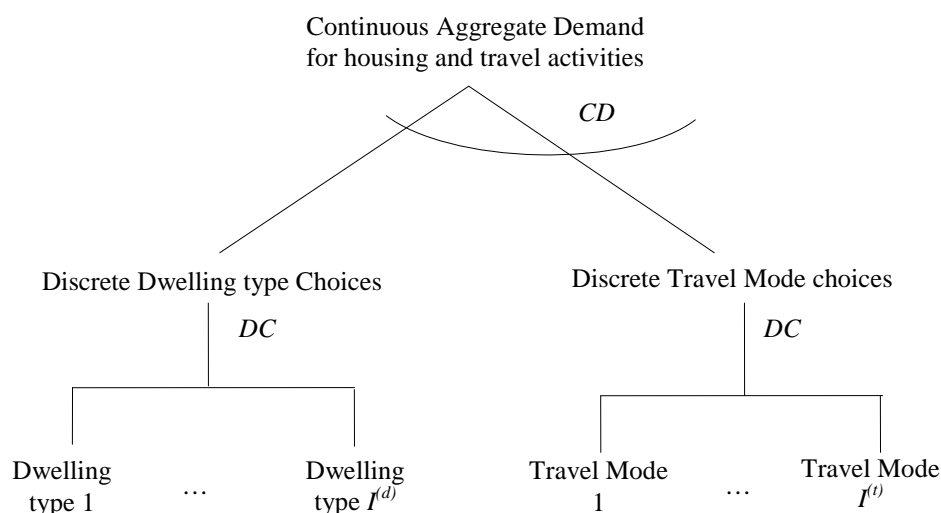 Continuous Aggregate Demand
for housing and travel activities
CD
Discrete Dwelling type Choices
Discrete Travel Mode choices
DC
DC
Dwelling
type 1
...
Dwelling
type I^(d)
Travel Mode
1
...
Travel Mode
I^(t)